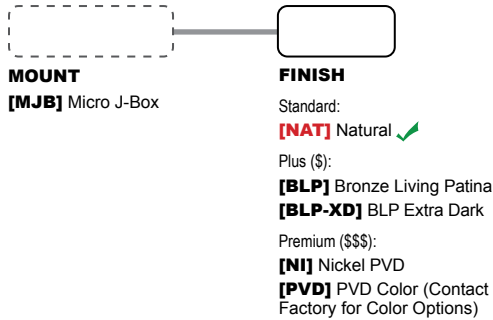 MOUNT
[MJB] Micro J-Box
FINISH
Standard:
[NAT] Natural
Plus ($):
[BLP] Bronze Living Patina
[BLP-XD] BLP Extra Dark
Premium ($$$):
[NI] Nickel PVD
[PVD] PVD Color (Contact
Factory for Color Options)